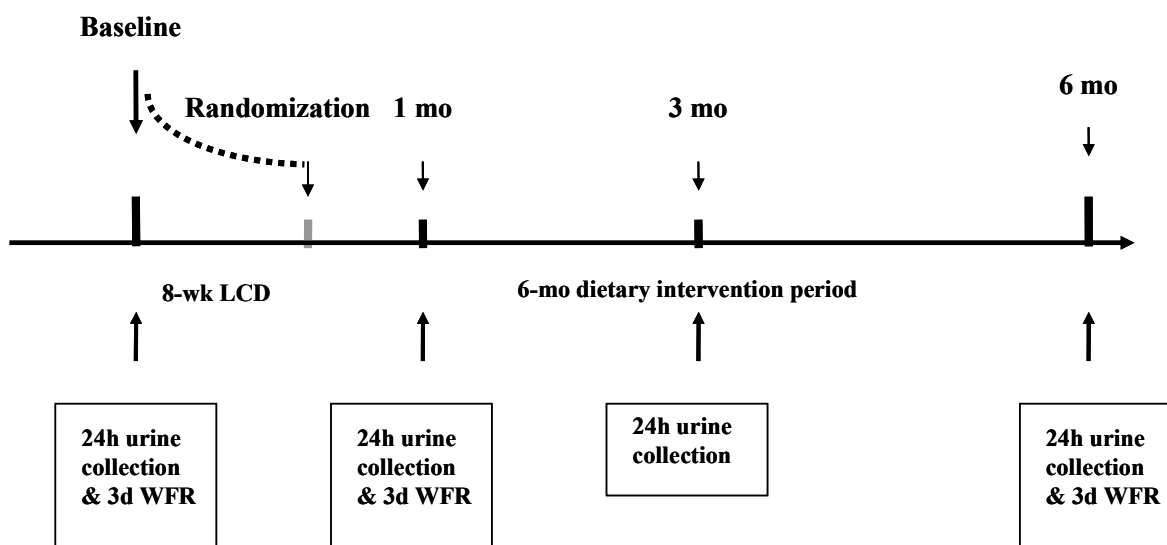 Baseline
Randomization
1 mo
3 mo
6 mo
8-wk LCD
6-mo dietary intervention period
24h urine
collection
& 3d WFR
24h urine
collection
& 3d WFR
24h urine
collection
24h urine
collection
& 3d WFR